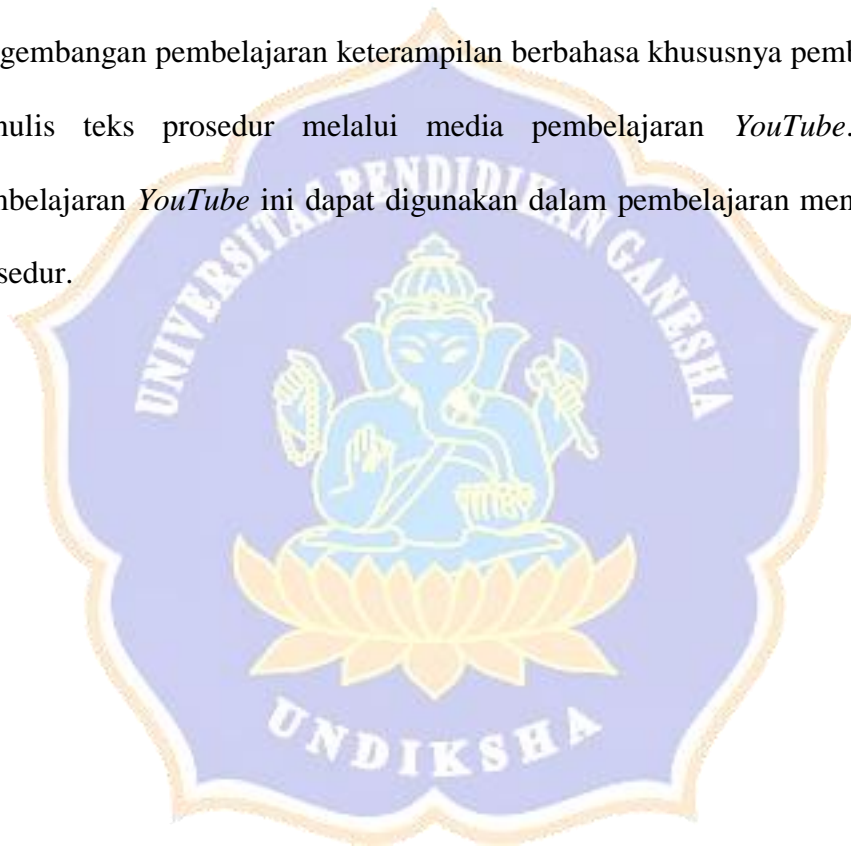 gembangan pembelajaran keterampilan berbahasa khususnya pemb
nulis teks prosedur melalui media pembelajaran YouTube.
mbelajaran YouTube ini dapat digunakan dalam pembelajaran men
sedur.
UNIVERSITAS PENDIDIKAN GANESHA
UNDIKSHA